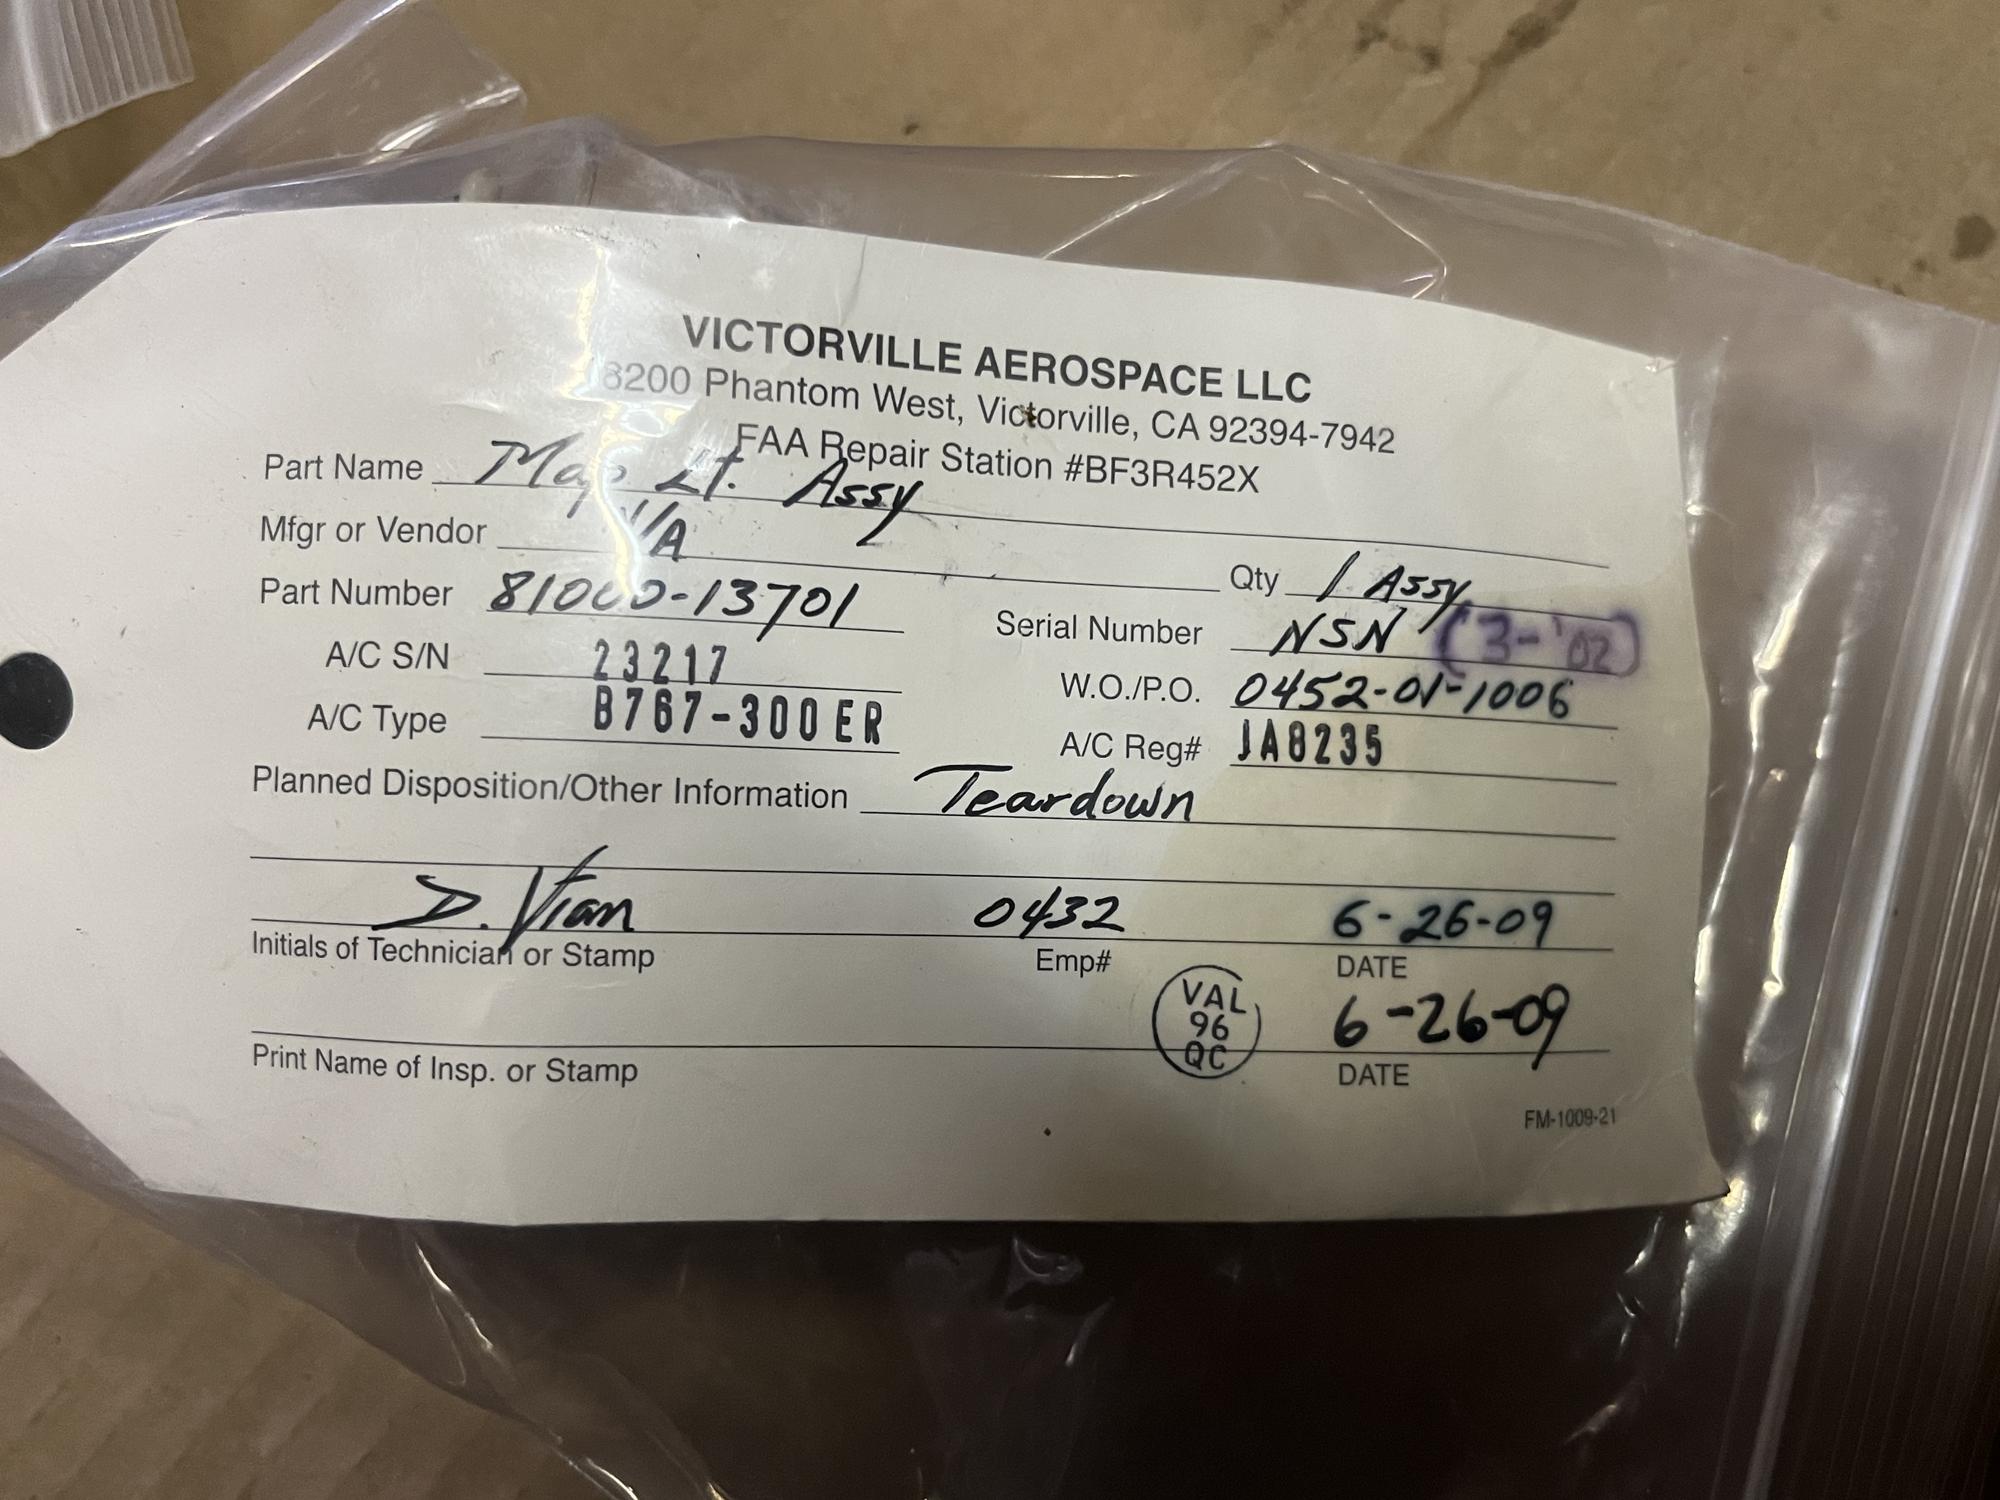 VICTORVILLE AEROSPACE LLC
8200 Phantom West, Victorville, CA 92394-7942
FAA Repair Station #BF3R452X
Part Name Map Lt. Assy
Mfgr or Vendor N/A Qty 1 Assy
Part Number 81000-13701 Serial Number NSN (3-'02)
A/C S/N 23217 W.O./P.O. 0452-01-1006
A/C Type B767-300ER A/C Reg# JA8235
Planned Disposition/Other Information Teardown
D. 0432 6-26-09
Initials of Technician or Stamp Emp# DATE
VAL
96
QC
6-26-09
Print Name of Insp. or Stamp DATE
FM-1009-21